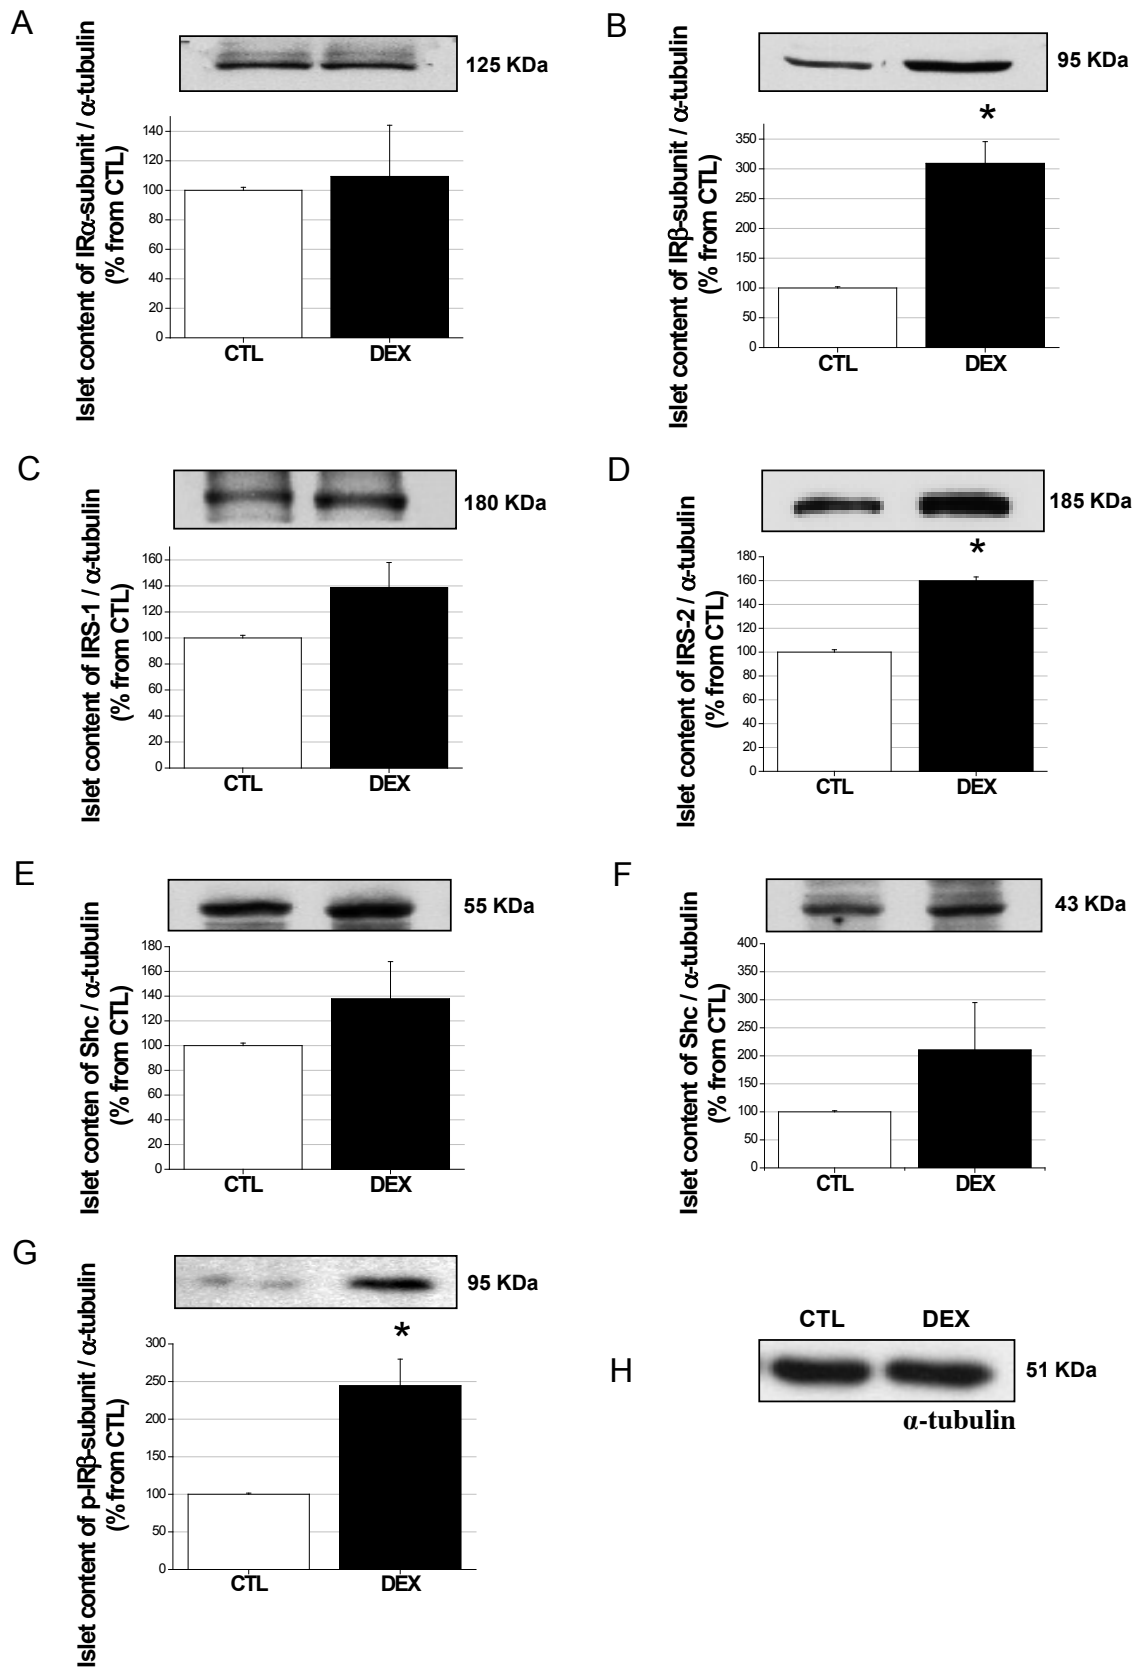 A
125 KDa
Islet content of IRα-subunit / α-tubulin
(% from CTL)
140
120
100
80
60
40
20
0
CTL DEX
B
95 KDa
*
Islet content of IRβ-subunit / α-tubulin
(% from CTL)
350
300
250
200
150
100
50
0
CTL DEX
C
180 KDa
Islet content of IRS-1 / α-tubulin
(% from CTL)
160
140
120
100
80
60
40
20
0
CTL DEX
D
185 KDa
*
Islet content of IRS-2 / α-tubulin
(% from CTL)
180
160
140
120
100
80
60
40
20
0
CTL DEX
E
55 KDa
Islet conten of Shc / α-tubulin
(% from CTL)
180
160
140
120
100
80
60
40
20
0
CTL DEX
F
43 KDa
Islet content of Shc / α-tubulin
(% from CTL)
400
350
300
250
200
150
100
50
0
CTL DEX
G
95 KDa
*
Islet content of p-IRβ-subunit / α-tubulin
(% from CTL)
300
250
200
150
100
50
0
CTL DEX
H
CTL DEX
51 KDa
α-tubulin